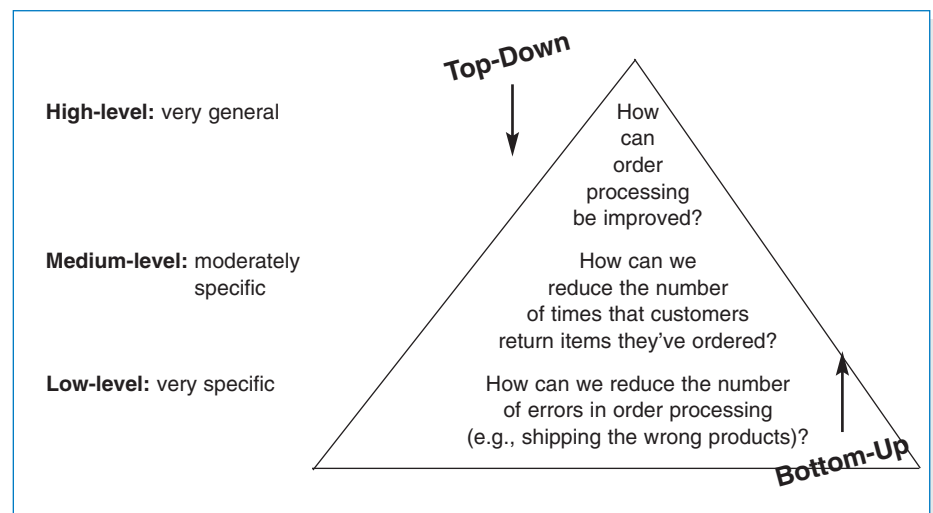 Top-Down
High-level: very general
How
can
order
processing
be improved?
Medium-level: moderately
specific
How can we
reduce the number
of times that customers
return items they've ordered?
Low-level: very specific
How can we reduce the number
of errors in order processing
(e.g., shipping the wrong products)?
Bottom-Up